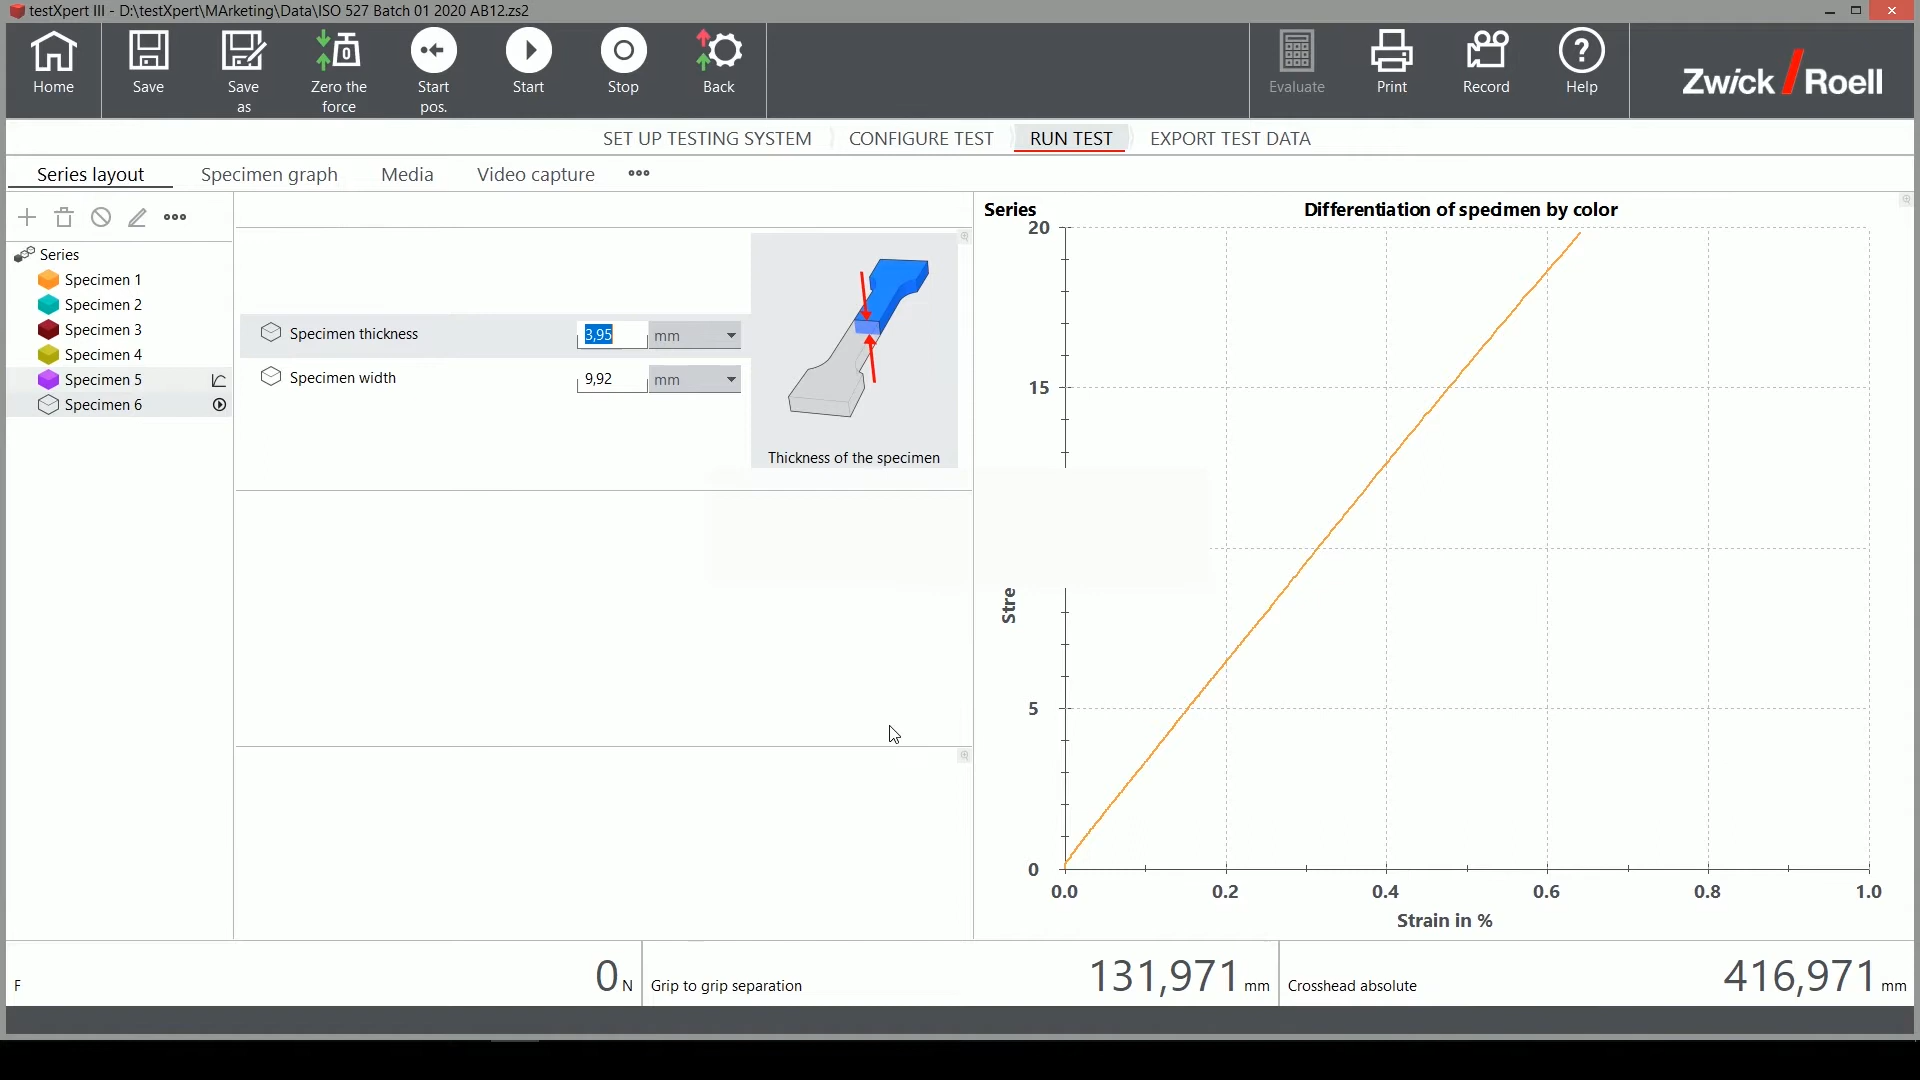 testXpert III - D:\testXpert\MArketing\Data\ISO 527 Batch 01 2020 AB12.zs2
Home
Save
Save as
Zero the force
Start pos.
Start
Stop
Back
Evaluate
Print
Record
Help
Zwick/Roell
SET UP TESTING SYSTEM
CONFIGURE TEST
RUN TEST
EXPORT TEST DATA
Series layout
Specimen graph
Media
Video capture
Series
Specimen 1
Specimen 2
Specimen 3
Specimen 4
Specimen 5
Specimen 6
Specimen thickness
3,95
mm
Specimen width
9,92
mm
Thickness of the specimen
Series
Differentiation of specimen by color
20
15
Stre
5
0
0.0
0.2
0.4
0.6
0.8
1.0
Strain in %
F
0 N
Grip to grip separation
131,971 mm
Crosshead absolute
416,971 mm